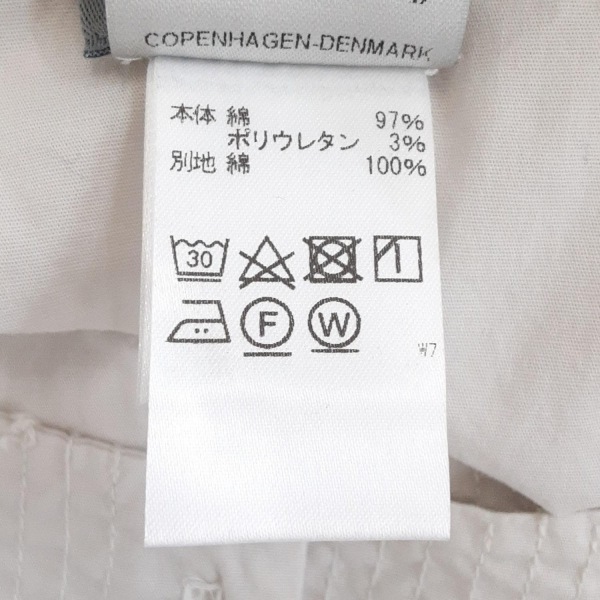 COPENHAGEN-DENMARK
本体 綿 97%
ポリウレタン 3%
別地 綿 100%
30
F W
W7